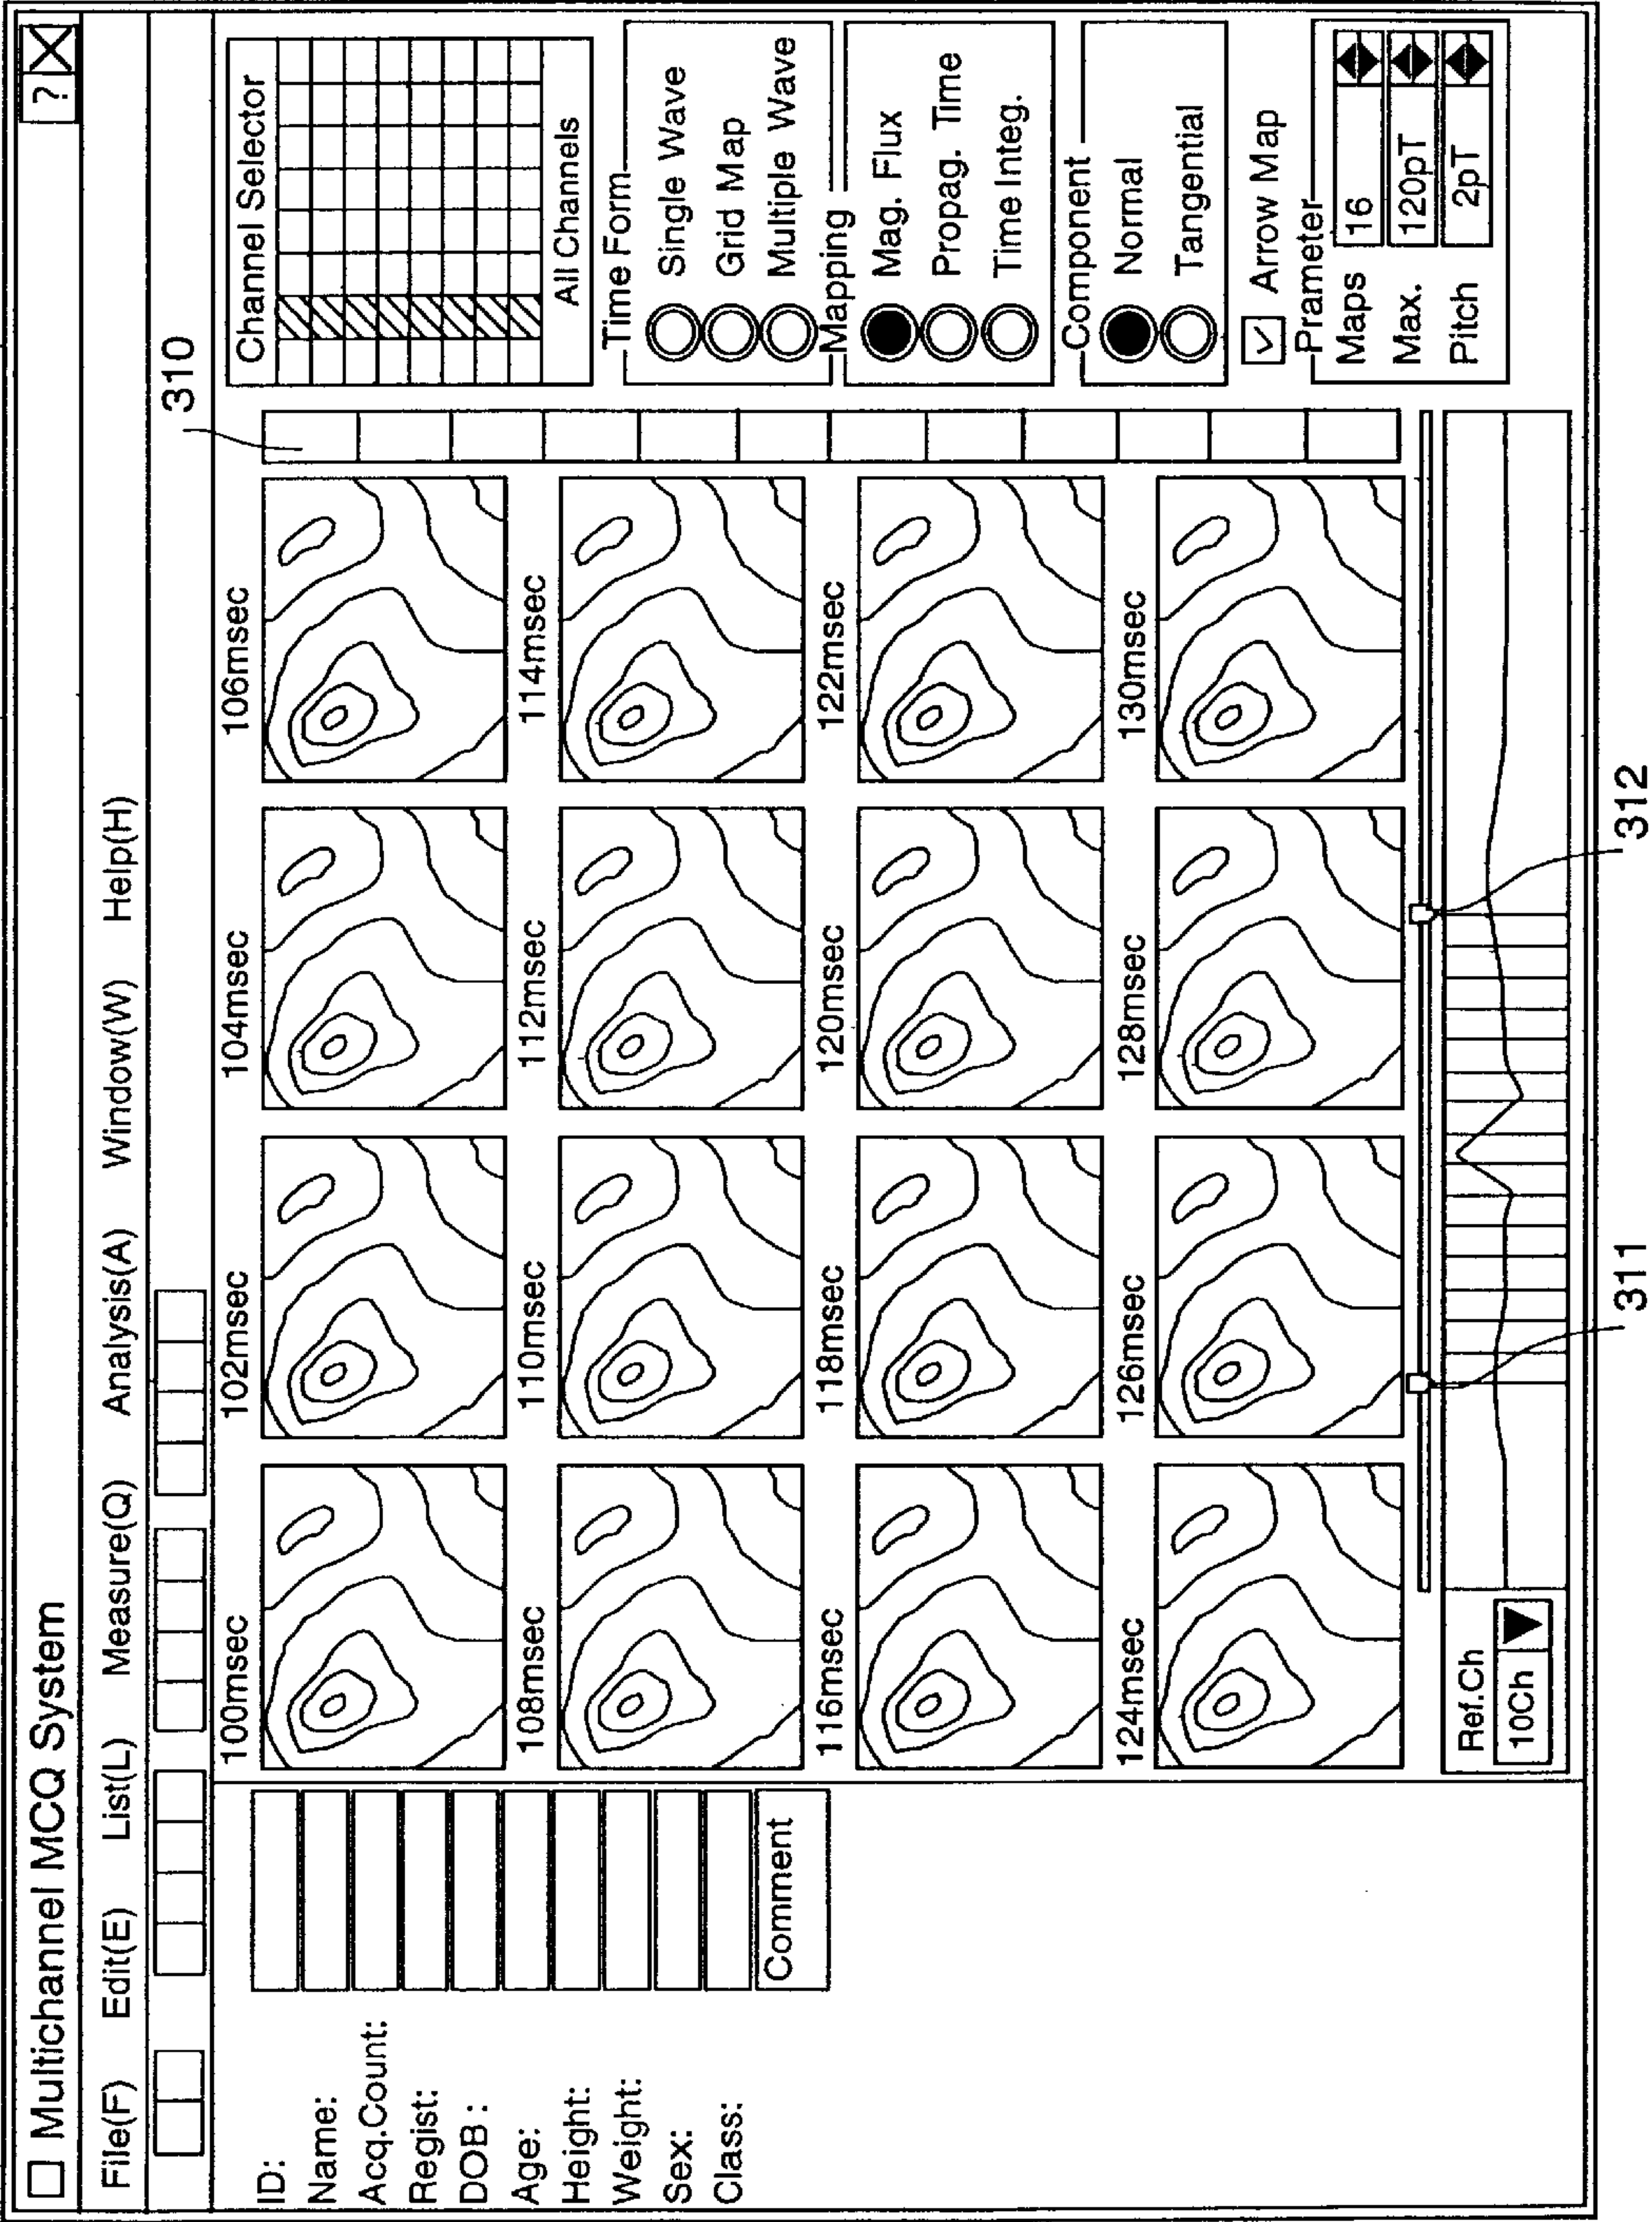 Multichannel MCQ System
? X
File(F) Edit(E) List(L) Measure(Q) Analysis(A) Window(W) Help(H)
310
ID:
Name:
Acq.Count:
Regist:
DOB :
Age:
Height:
Weight:
Sex:
Class:
Comment
100msec 102msec 104msec 106msec
108msec 110msec 112msec 114msec
116msec 118msec 120msec 122msec
124msec 126msec 128msec 130msec
Ref.Ch
10Ch
Channel Selector
All Channels
Time Form
Single Wave
Grid Map
Multiple Wave
Mapping
Mag. Flux
Propag. Time
Time Integ.
Component
Normal
Tangential
Arrow Map
Prameter
Maps 16
Max. 120pT
Pitch 2pT
311 312